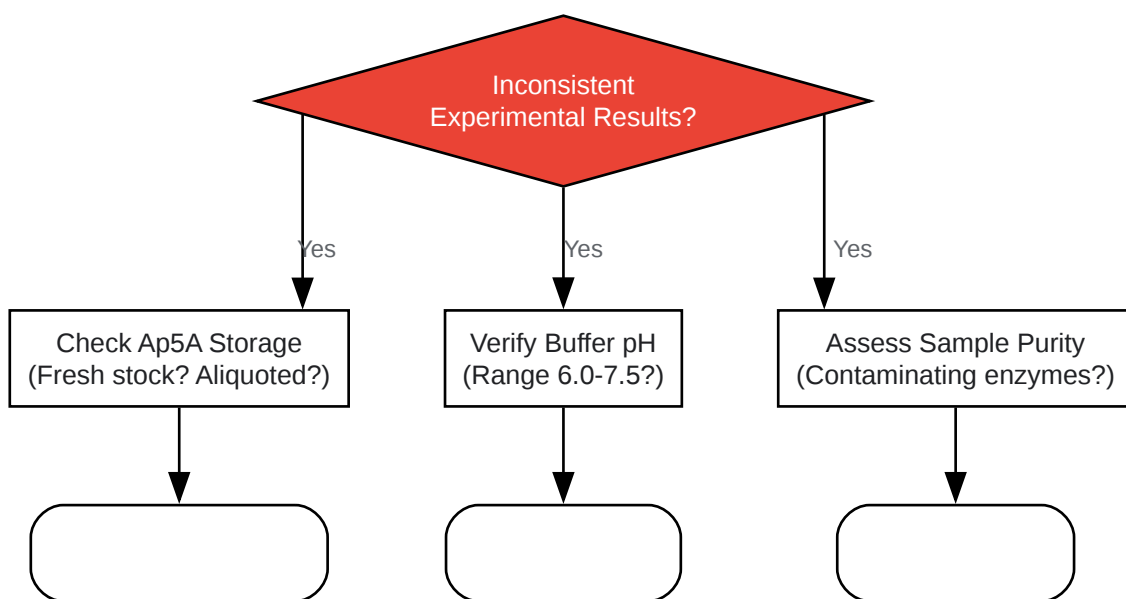 Inconsistent
Experimental Results?
Yes
Yes
Yes
Check Ap5A Storage
(Fresh stock? Aliquoted?)
Verify Buffer pH
(Range 6.0-7.5?)
Assess Sample Purity
(Contaminating enzymes?)